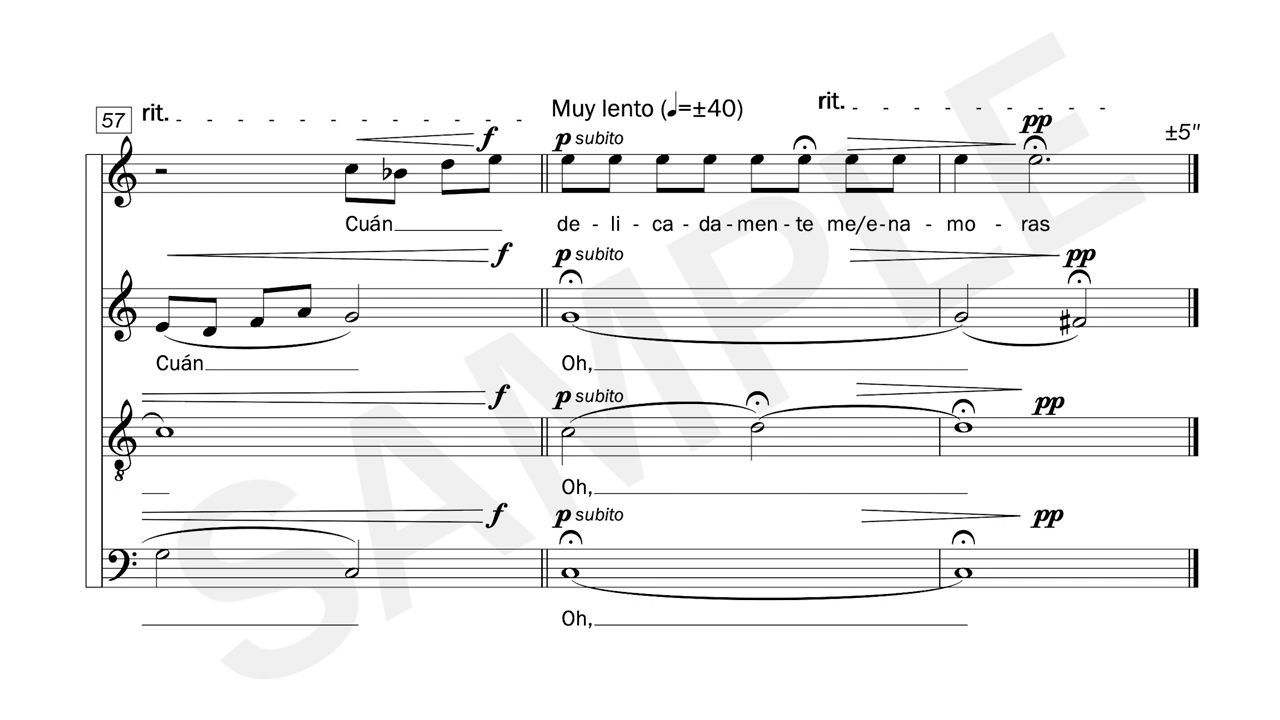 57 rit. Muy lento (♩=±40) rit.
f p subito pp ±5"
Cuán de - li - ca - da - men - te me/e - na - mo - ras
f p subito pp
Cuán Oh,
f p subito pp
8
Oh,
f p subito pp
Oh,
SAMPLE